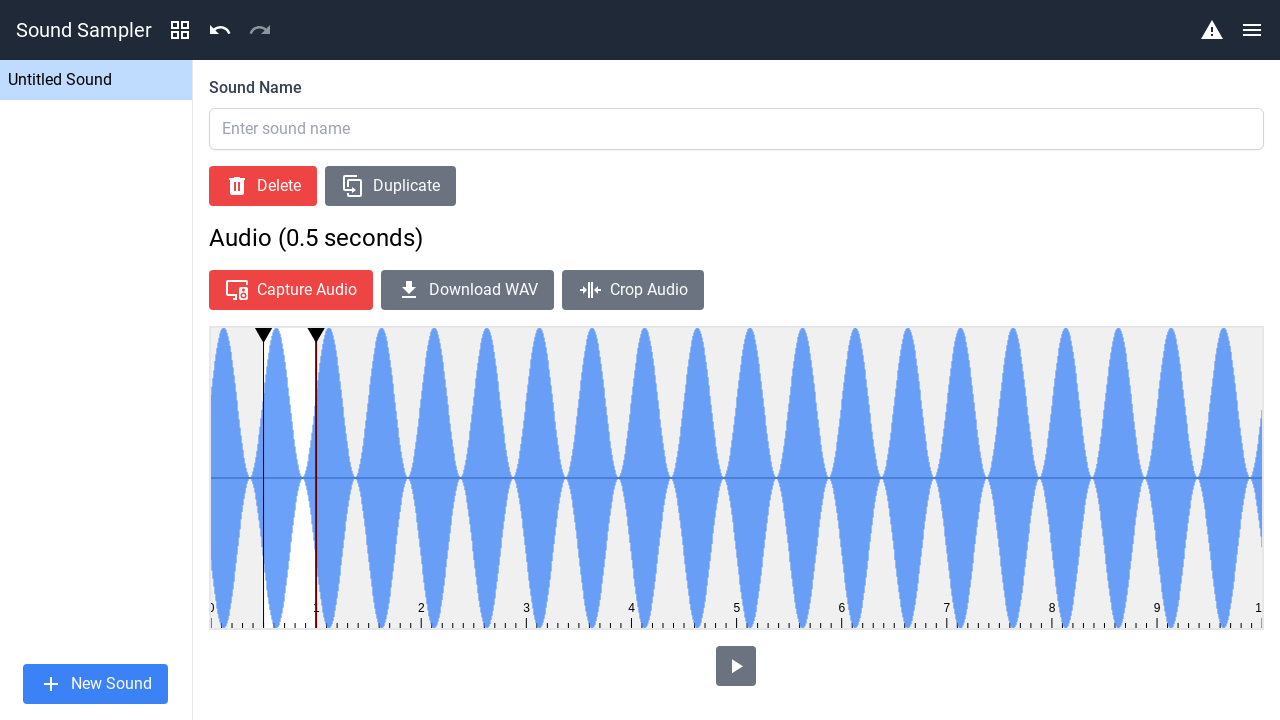 Sound Sampler
Untitled Sound
Sound Name
Enter sound name
Delete
Duplicate
Audio (0.5 seconds)
Capture Audio
Download WAV
Crop Audio
0 1 2 3 4 5 6 7 8 9 1
New Sound